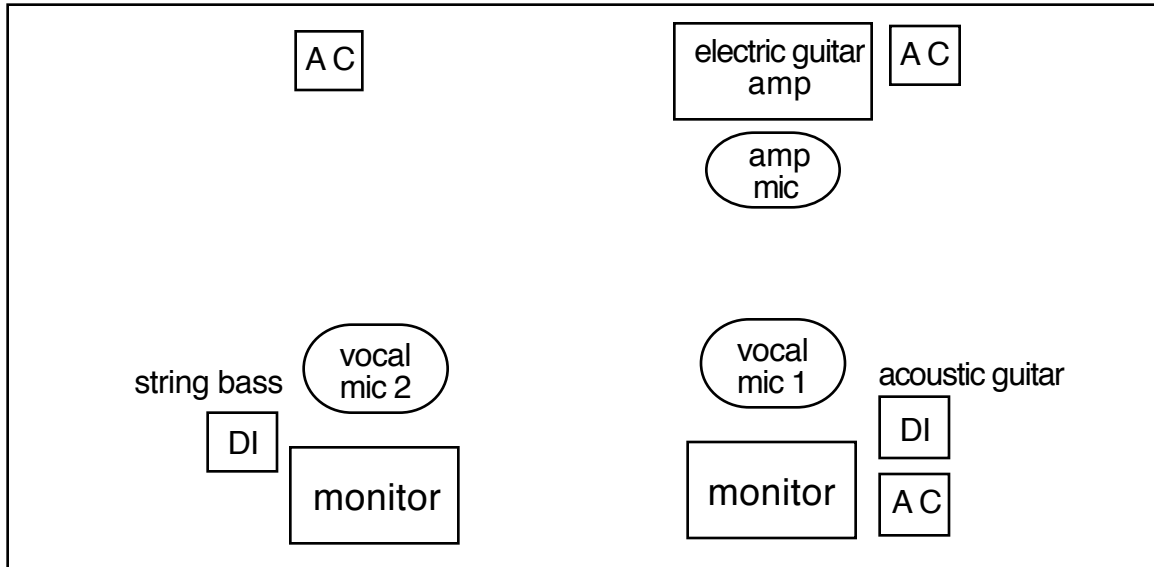 A C
electric guitar
amp
A C
amp
mic
vocal
mic 2
vocal
mic 1
string bass
acoustic guitar
DI
DI
monitor
monitor
A C